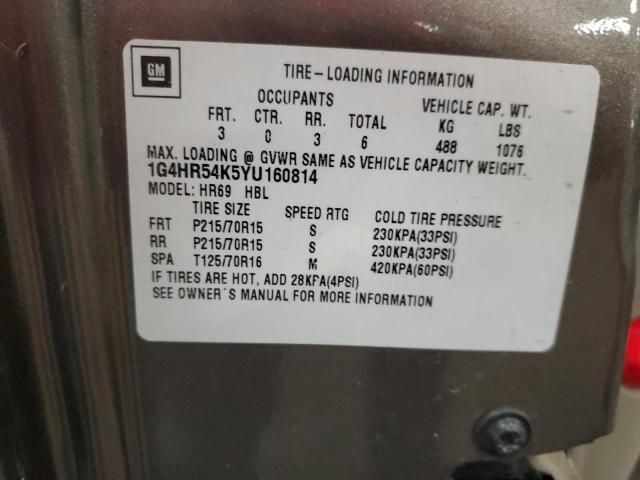 GM
TIRE-LOADING INFORMATION
OCCUPANTS VEHICLE CAP. WT.
FRT. CTR. RR. TOTAL KG LBS
3 0 3 6 488 1076
MAX. LOADING @ GVWR SAME AS VEHICLE CAPACITY WEIGHT.
1G4HR54K5YU160814
MODEL: HR69 HBL
TIRE SIZE SPEED RTG COLD TIRE PRESSURE
FRT P215/70R15 S 230KPA(33PSI)
RR P215/70R15 S 230KPA(33PSI)
SPA T125/70R16 M 420KPA(60PSI)
IF TIRES ARE HOT, ADD 28KPA(4PSI)
SEE OWNER'S MANUAL FOR MORE INFORMATION